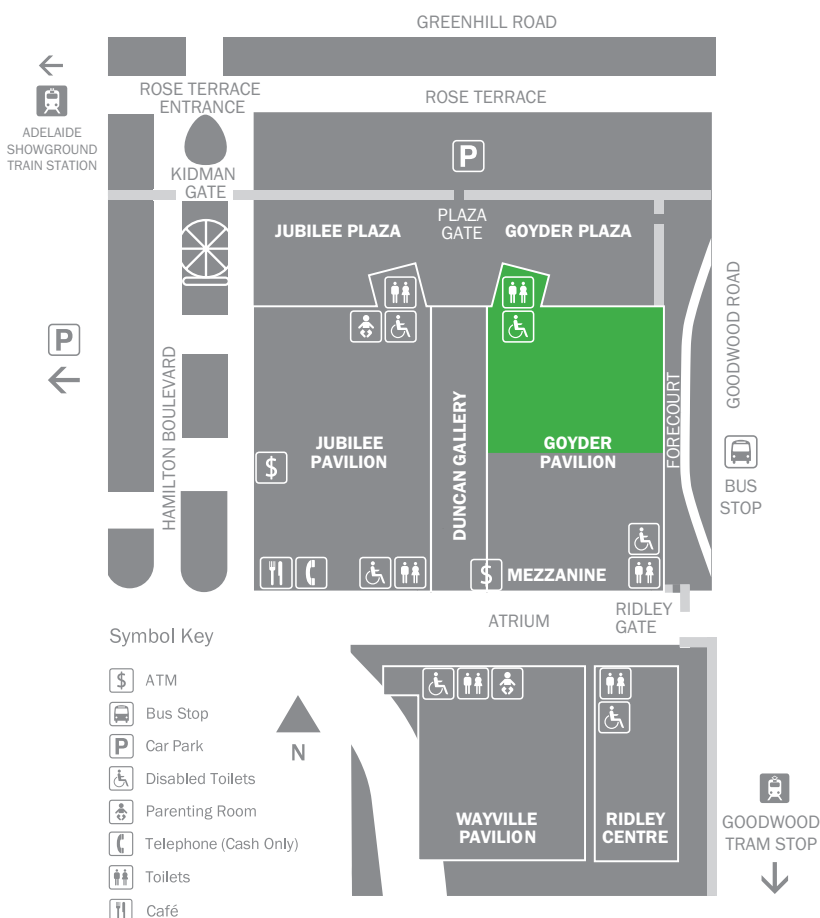 GREENHILL ROAD
ROSE TERRACE
ENTRANCE
ROSE TERRACE
ADELAIDE
SHOWGROUND
TRAIN STATION
P
KIDMAN
GATE
JUBILEE PLAZA
PLAZA
GATE
GOYDER PLAZA
GOODWOOD ROAD
P
HAMILTON BOULEVARD
JUBILEE
PAVILION
DUNCAN GALLERY
GOYDER
PAVILION
FORECOURT
$
BUS
STOP
$
MEZZANINE
ATRIUM
RIDLEY
GATE
Symbol Key
$ ATM
Bus Stop
P Car Park
Disabled Toilets
Parenting Room
Telephone (Cash Only)
Toilets
Café
N
WAYVILLE
PAVILION
RIDLEY
CENTRE
GOODWOOD
TRAM STOP